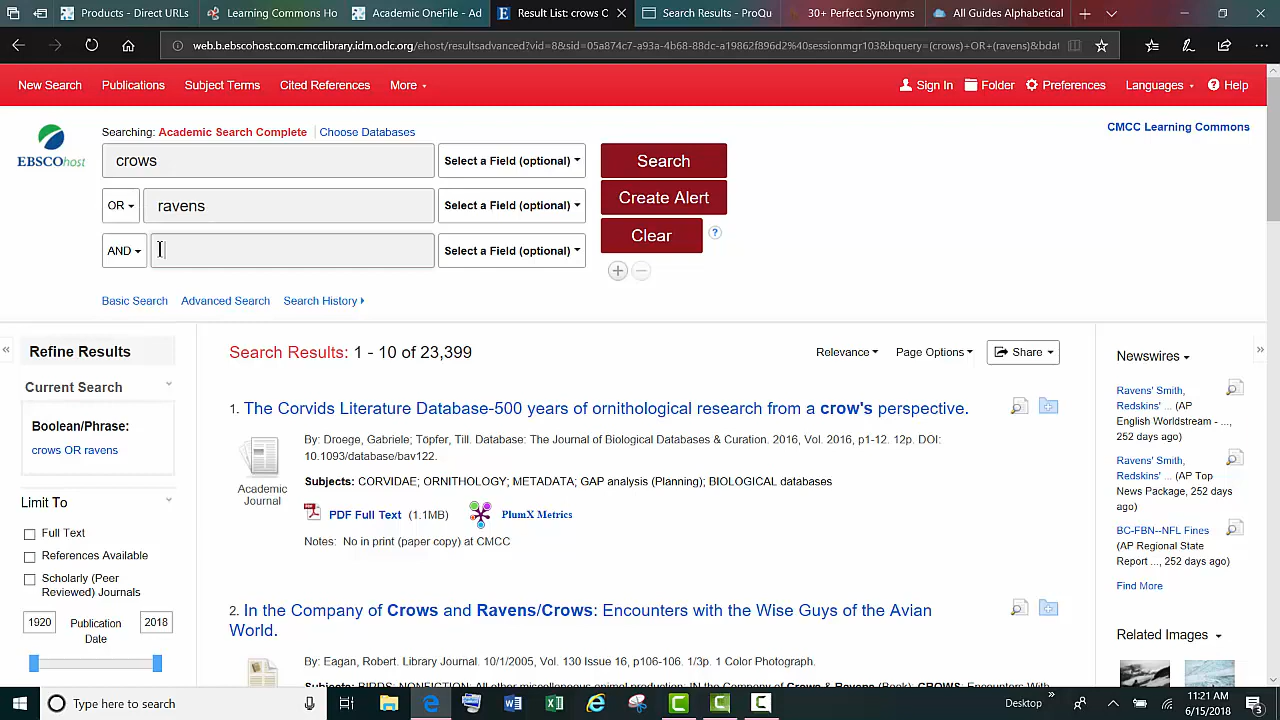 Products - Direct URLs
Learning Commons Ho
Academic OneFile - Ad
Result List: crows C
Search Results - ProQu
30+ Perfect Synonyms
All Guides Alphabetical
web.b.ebscohost.com.cmcclibrary.idm.oclc.org/ehost/resultsadvanced?vid=8&sid=05a874c7-a93a-4b68-88dc-a19862f896d2%40sessionmgr103&bquery=(crows)+OR+(ravens)&bdat
New Search Publications Subject Terms Cited References More
Sign In Folder Preferences Languages Help
Searching: Academic Search Complete Choose Databases
CMCC Learning Commons
EBSCOhost
crows Select a Field (optional) Search
OR ravens Select a Field (optional) Create Alert
AND Select a Field (optional) Clear ?
Basic Search Advanced Search Search History
Refine Results
Current Search
Boolean/Phrase:
crows OR ravens
Limit To
Full Text
References Available
Scholarly (Peer
Reviewed) Journals
1920 Publication 2018
Date
Search Results: 1 - 10 of 23,399
Relevance Page Options Share
1. The Corvids Literature Database-500 years of ornithological research from a crow's perspective.
By: Droege, Gabriele; Töpfer, Till. Database: The Journal of Biological Databases & Curation. 2016, Vol. 2016, p1-12. 12p. DOI:
10.1093/database/bav122.
Academic
Journal
Subjects: CORVIDAE; ORNITHOLOGY; METADATA; GAP analysis (Planning); BIOLOGICAL databases
PDF Full Text (1.1MB) PlumX Metrics
Notes: No in print (paper copy) at CMCC
2. In the Company of Crows and Ravens/Crows: Encounters with the Wise Guys of the Avian
World.
By: Eagan, Robert. Library Journal. 10/1/2005, Vol. 130 Issue 16, p106-106. 1/3p. 1 Color Photograph.
Newswires
Ravens' Smith,
Redskins' ... (AP
English Worldstream - ...,
252 days ago)
Ravens' Smith,
Redskins' ... (AP Top
News Package, 252 days
ago)
BC-FBN--NFL Fines
(AP Regional State
Report ..., 252 days ago)
Find More
Related Images
Type here to search
Desktop
11:21 AM
6/15/2018
3